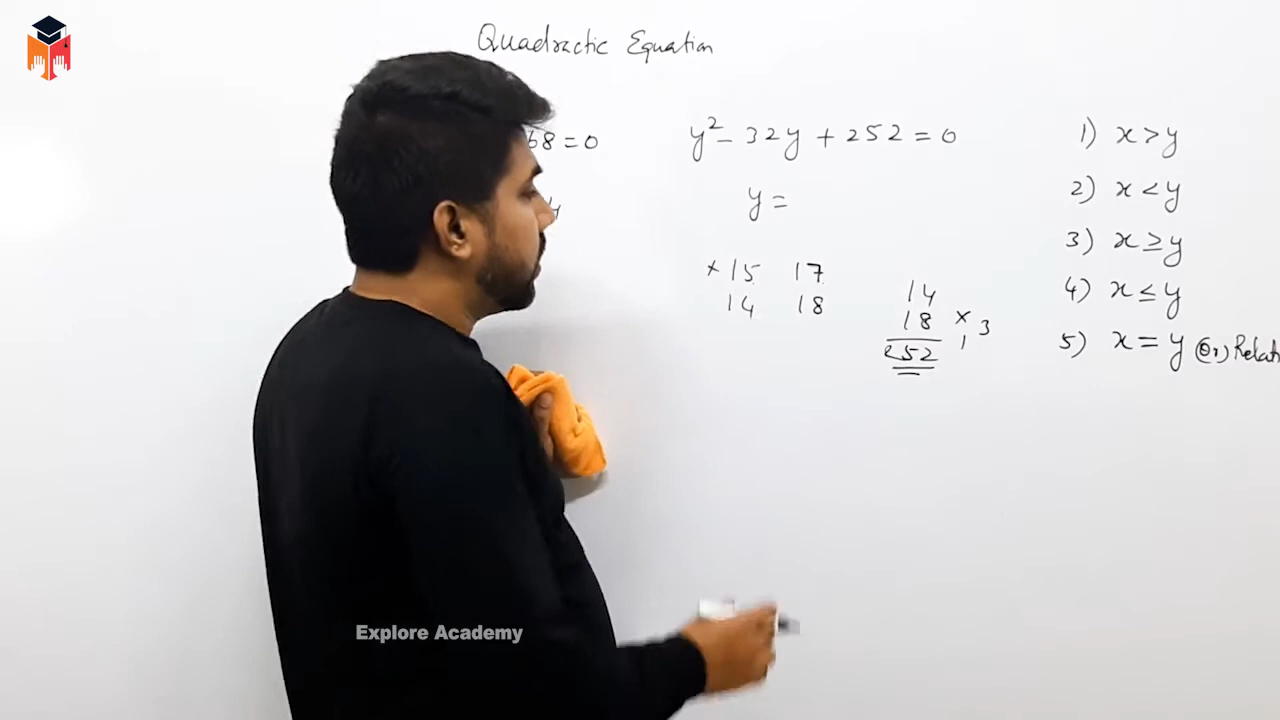 Quadractic Equation
68 = 0
y² - 32y + 252 = 0
y =
× 15 17
14 18
14
18 × 3
252 1
1) x > y
2) x < y
3) x ≥ y
4) x ≤ y
5) x = y (or) Relati
Explore Academy